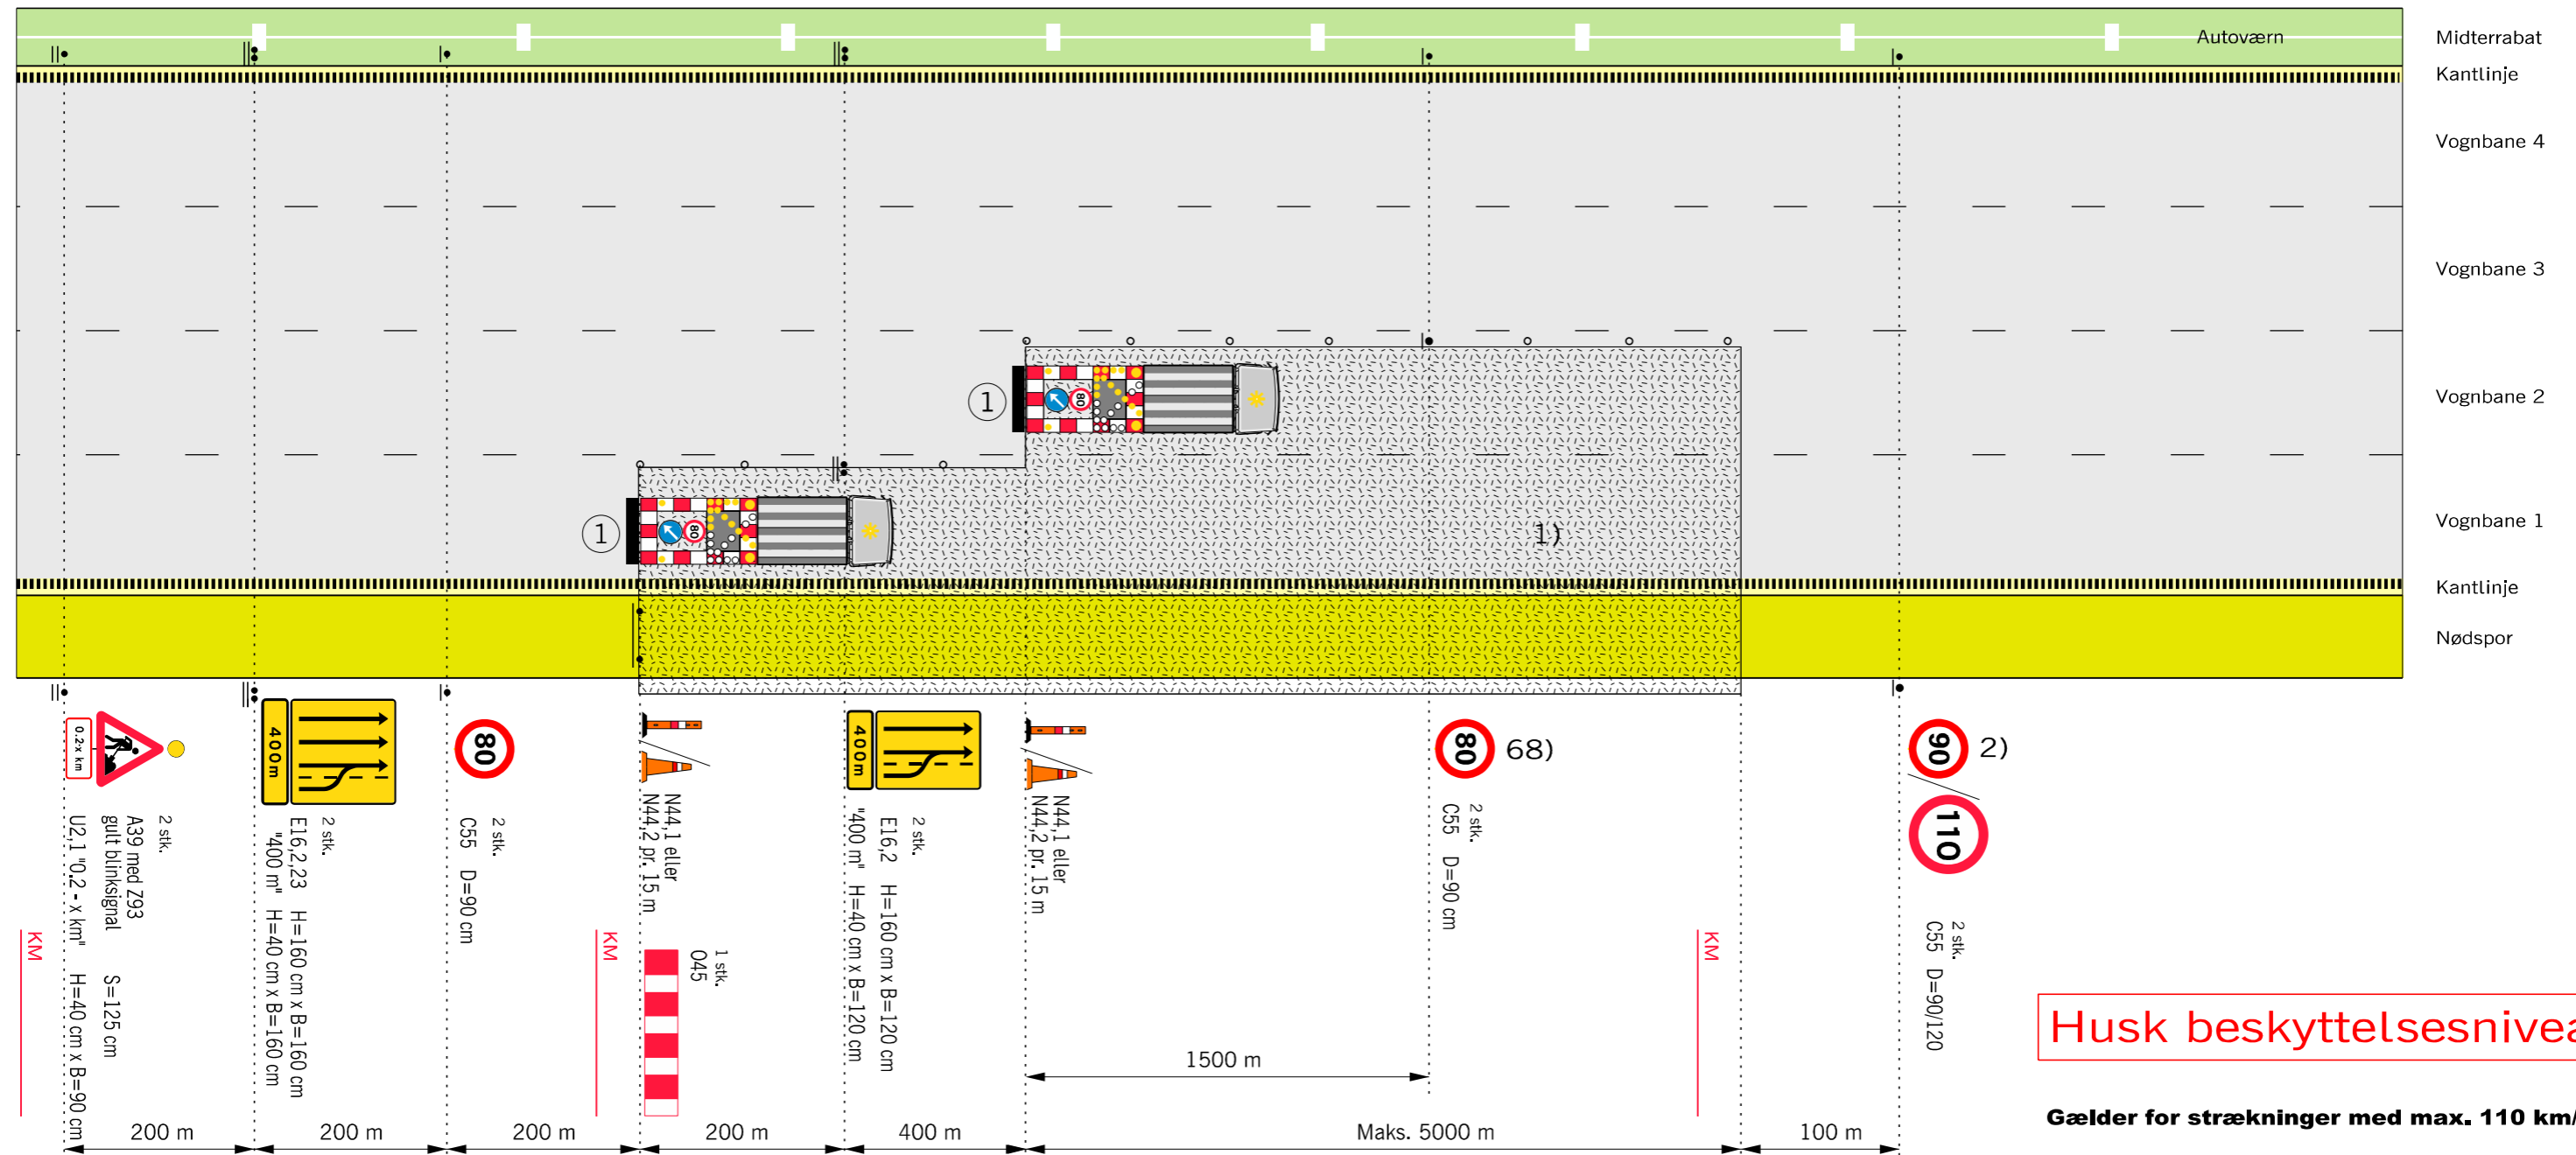 Autoværn
Midterrabat
Kantlinje
Vognbane 4
Vognbane 3
Vognbane 2
Vognbane 1
Kantlinje
Nødspor
1
80
1
80
1)
0.2-x km
2 stk.
A39 med Z93
gult blinksignal S=125 cm
U2,1 "0.2 - x km" H=40 cm x B=90 cm
400m
2 stk.
E16,2,23 H=160 cm x B=160 cm
"400 m" H=40 cm x B=160 cm
80
2 stk.
C55 D=90 cm
N44,1 eller
N44,2 pr. 15 m
1 stk.
O45
400m
2 stk.
E16,2 H=160 cm x B=120 cm
"400 m" H=40 cm x B=120 cm
N44,1 eller
N44,2 pr. 15 m
80 68)
2 stk.
C55 D=90 cm
90 2)
110
2 stk.
C55 D=90/120
KM
KM
KM
1500 m
200 m
200 m
200 m
200 m
400 m
Maks. 5000 m
100 m
Husk beskyttelsesnivea
Gælder for strækninger med max. 110 km/